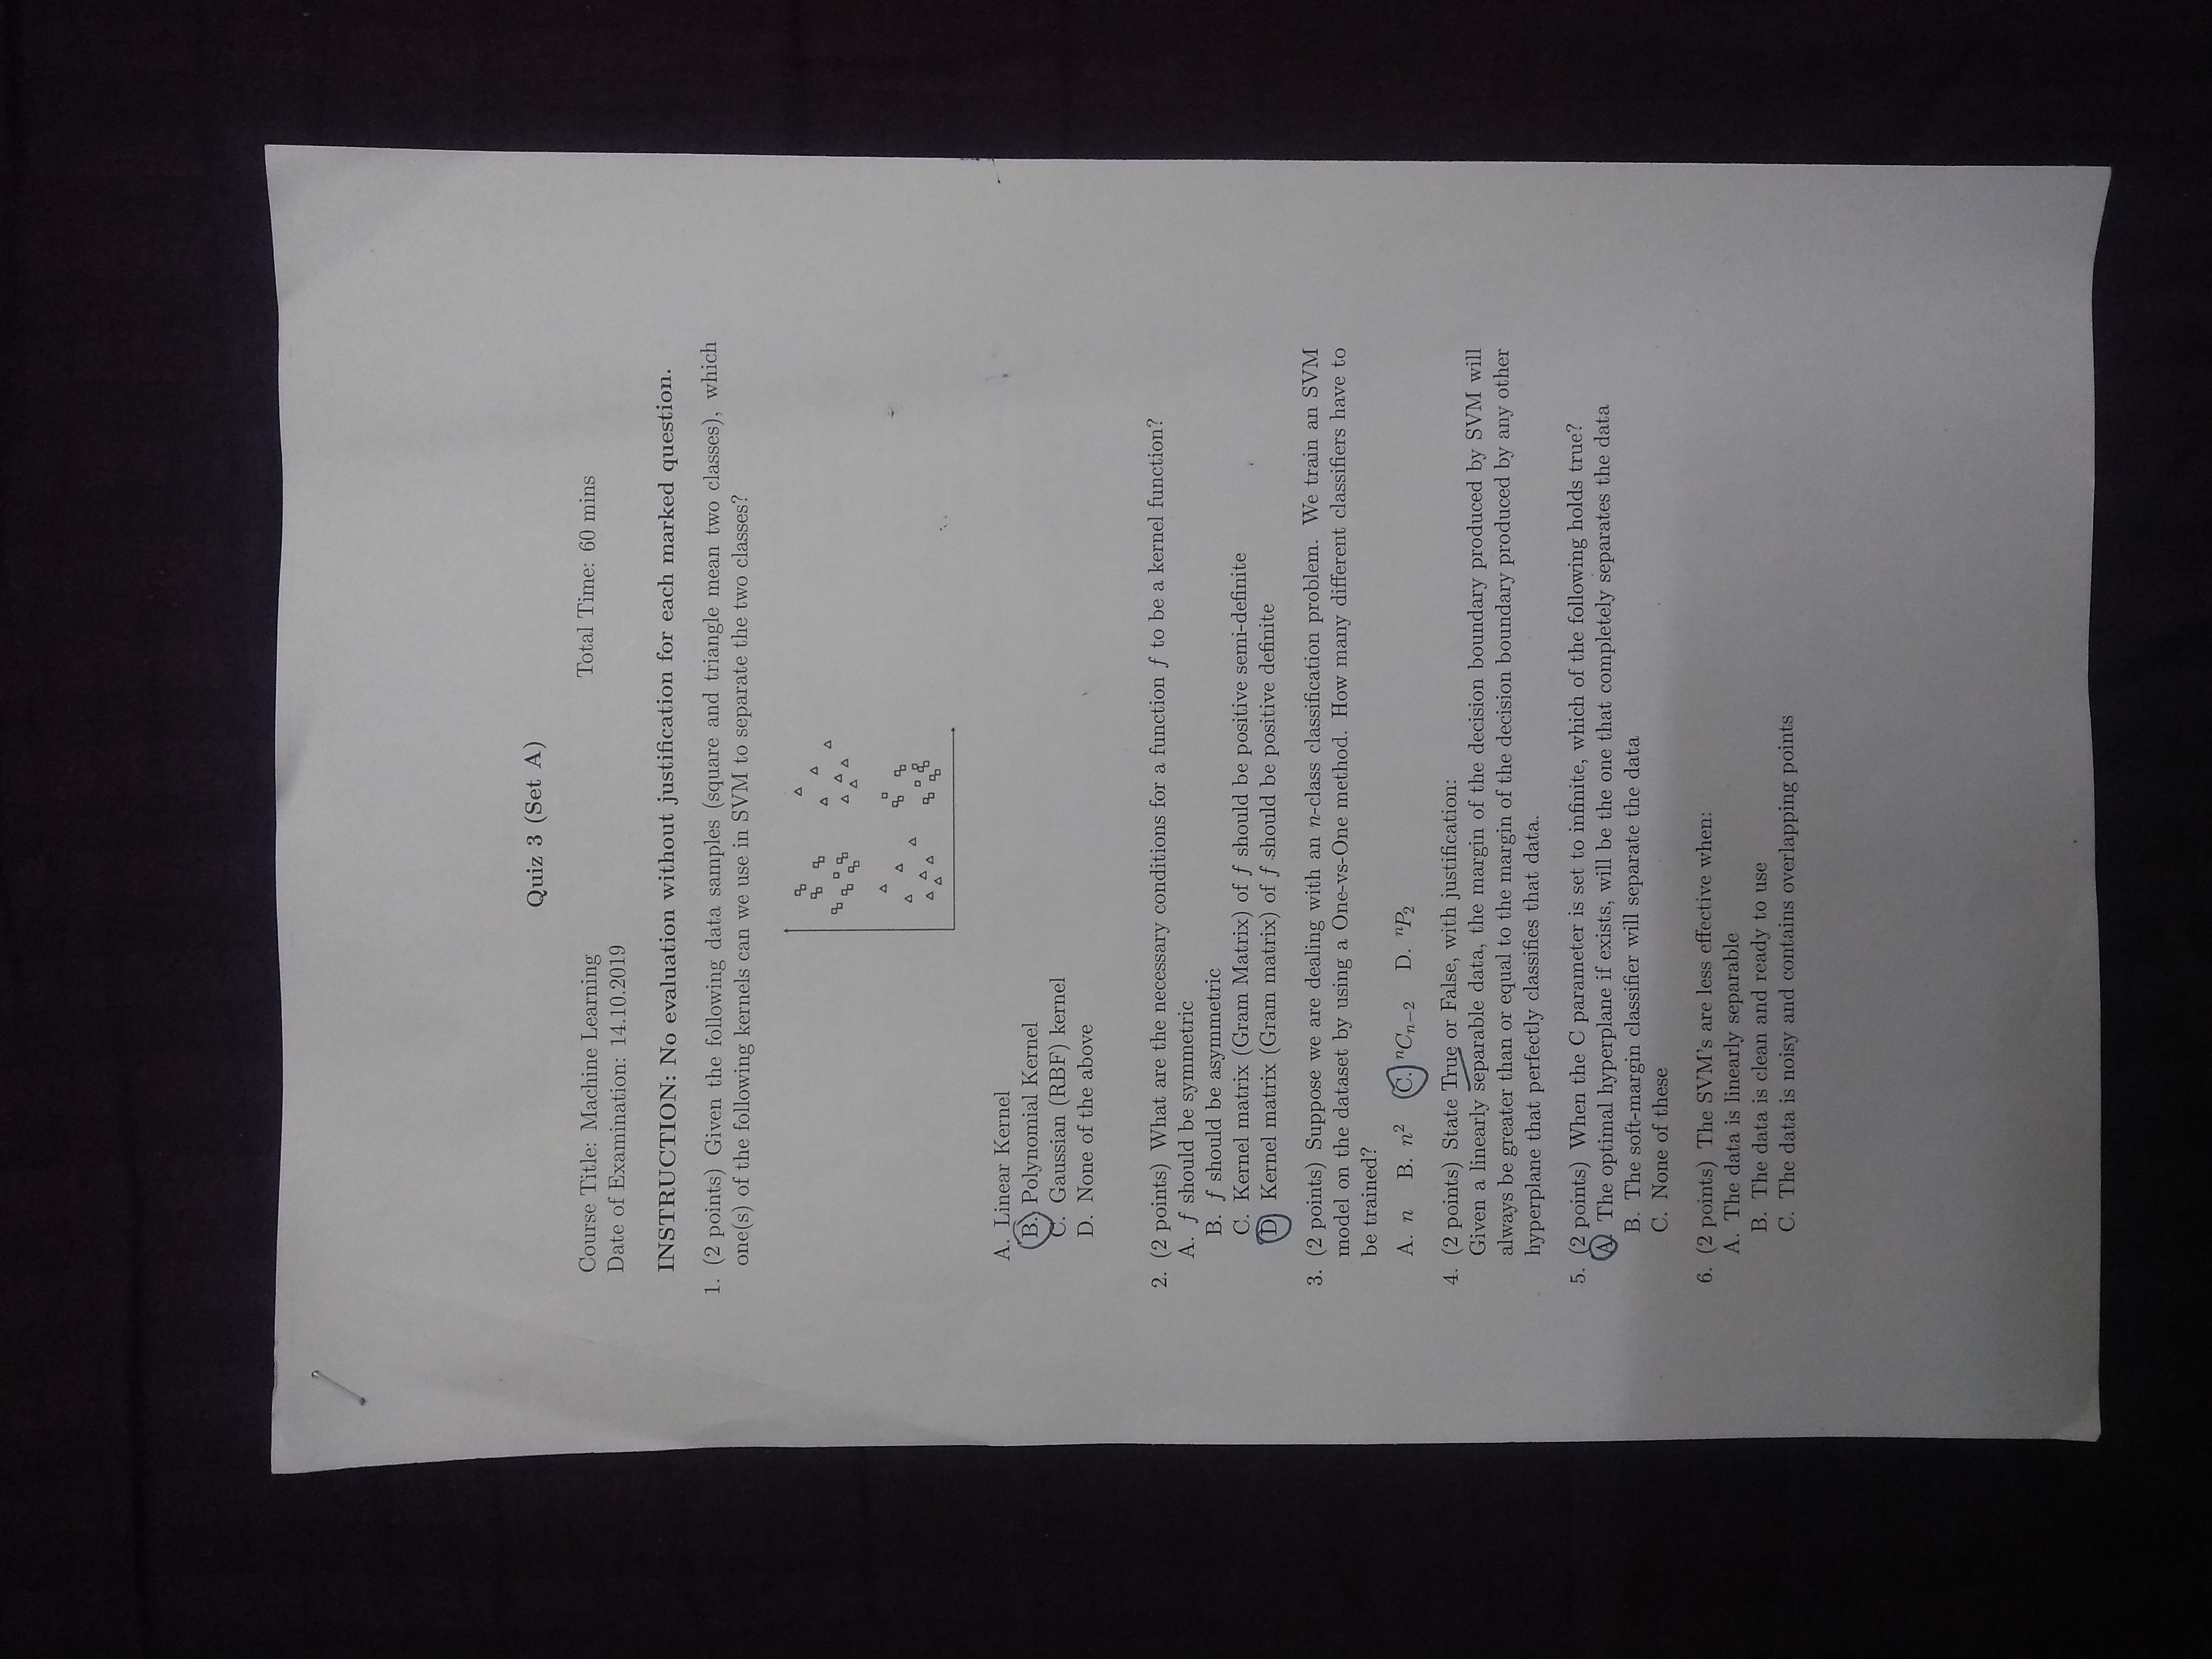 Quiz 3 (Set A)
Course Title: Machine Learning Total Time: 60 mins
Date of Examination: 14.10.2019
INSTRUCTION: No evaluation without justification for each marked question.
1. (2 points) Given the following data samples (square and triangle mean two classes), which
one(s) of the following kernels can we use in SVM to separate the two classes?
A. Linear Kernel
B. Polynomial Kernel
C. Gaussian (RBF) kernel
D. None of the above
2. (2 points) What are the necessary conditions for a function f to be a kernel function?
A. f should be symmetric
B. f should be asymmetric
C. Kernel matrix (Gram Matrix) of f should be positive semi-definite
D. Kernel matrix (Gram matrix) of f should be positive definite
3. (2 points) Suppose we are dealing with an n-class classification problem. We train an SVM
model on the dataset by using a One-vs-One method. How many different classifiers have to
be trained?
A. n B. n² C. ⁿCₙ₋₂ D. ⁿP₂
4. (2 points) State True or False, with justification:
Given a linearly separable data, the margin of the decision boundary produced by SVM will
always be greater than or equal to the margin of the decision boundary produced by any other
hyperplane that perfectly classifies that data.
5. (2 points) When the C parameter is set to infinite, which of the following holds true?
A. The optimal hyperplane if exists, will be the one that completely separates the data
B. The soft-margin classifier will separate the data
C. None of these
6. (2 points) The SVM's are less effective when:
A. The data is linearly separable
B. The data is clean and ready to use
C. The data is noisy and contains overlapping points